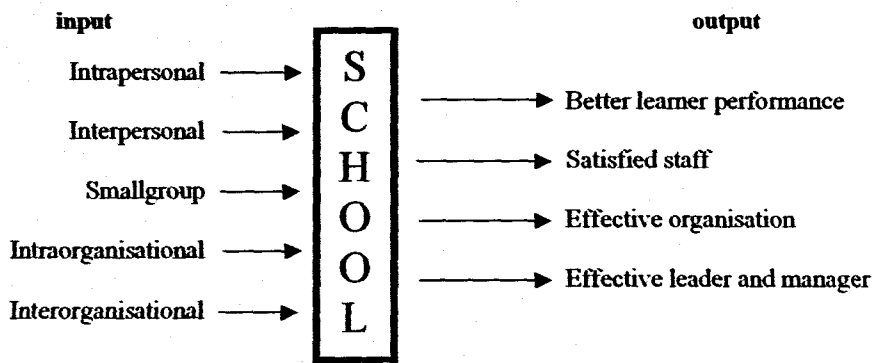 input
output
Intrapersonal
Interpersonal
Smallgroup
Intraorganisational
Interorganisational
S
C
H
O
O
L
Better learner performance
Satisfied staff
Effective organisation
Effective leader and manager